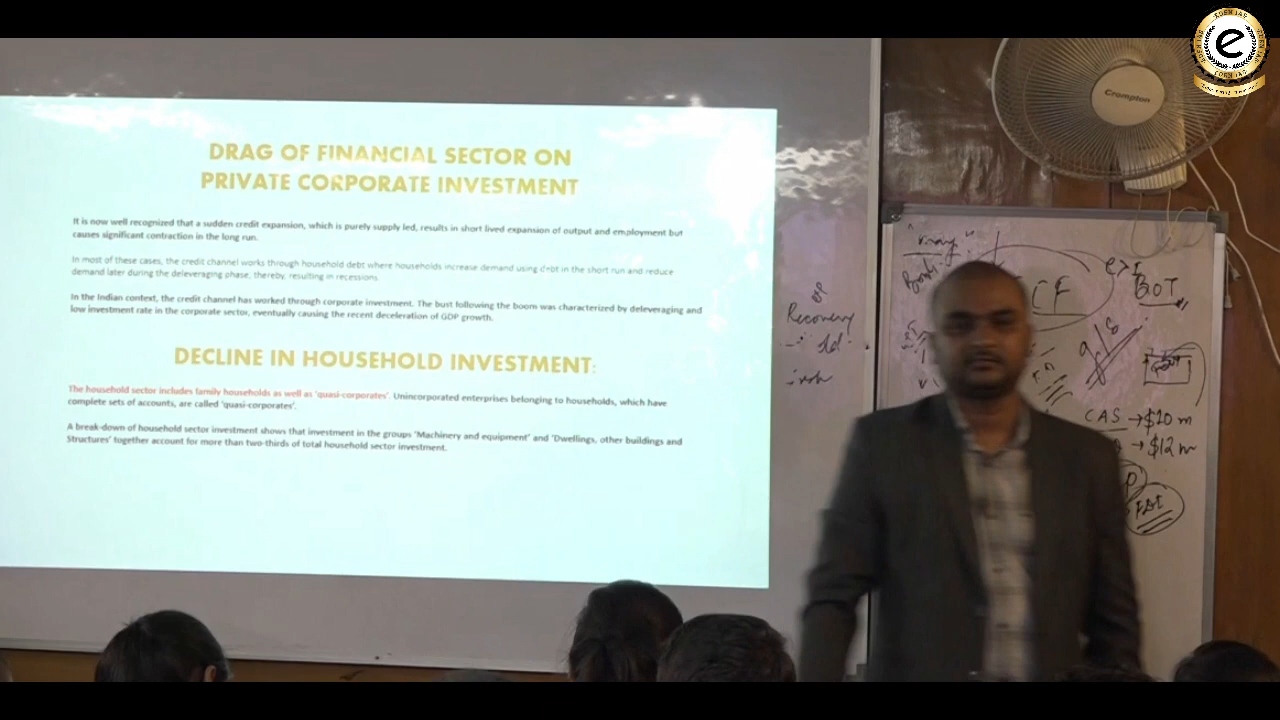 DRAG OF FINANCIAL SECTOR ON
PRIVATE CORPORATE INVESTMENT
It is now well recognized that a sudden credit expansion, which is purely supply led, results in short lived expansion of output and employment but
causes significant contraction in the long run.
In most of these cases, the credit channel works through household debt where households increase demand using debt in the short run and reduce
demand later during the deleveraging phase, thereby, resulting in recessions.
In the Indian context, the credit channel has worked through corporate investment. The bust following the boom was characterized by deleveraging and
low investment rate in the corporate sector, eventually causing the recent deceleration of GDP growth.
DECLINE IN HOUSEHOLD INVESTMENT:
The household sector includes family households as well as 'quasi-corporates'. Unincorporated enterprises belonging to households, which have
complete sets of accounts, are called 'quasi-corporates'.
A break-down of household sector investment shows that investment in the groups 'Machinery and equipment' and 'Dwellings, other buildings and
Structures' together account for more than two-thirds of total household sector investment.
Recovery
CF
BOT
CAS → $20 m
→ $12 m
FDI
Crompton
e
EDEN IAS